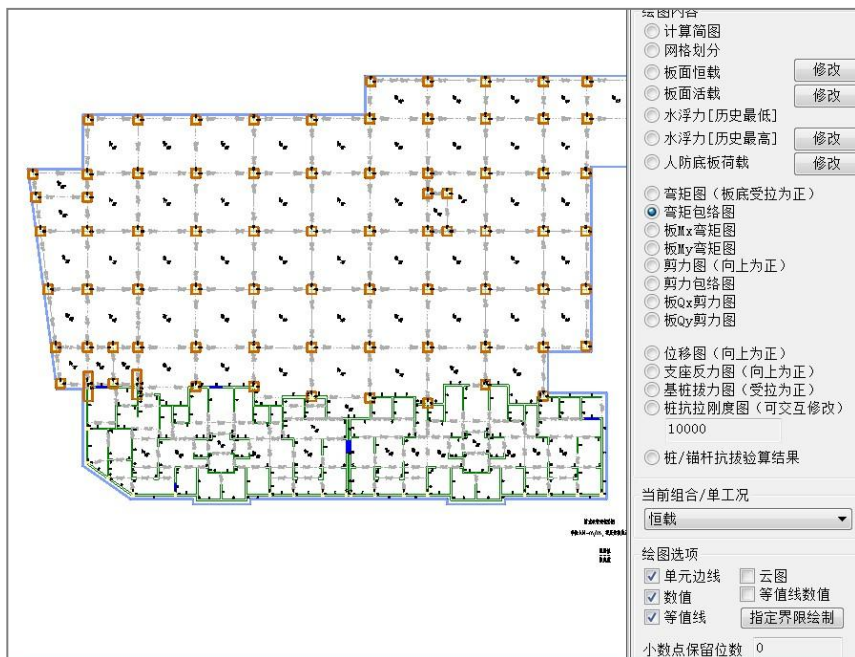 绘图内容
计算简图
网格划分
板面恒载 修改
板面活载 修改
水浮力[历史最低]
水浮力[历史最高] 修改
人防底板荷载 修改
弯矩图(板底受拉为正)
弯矩包络图
板Mx弯矩图
板My弯矩图
剪力图(向上为正)
剪力包络图
板Qx剪力图
板Qy剪力图
位移图(向上为正)
支座反力图(向上为正)
基桩拔力图(受拉为正)
桩抗拉刚度图(可交互修改)
10000
桩/锚杆抗拔验算结果
当前组合/单工况
恒载
绘图选项
单元边线 云图
数值 等值线数值
等值线 指定界限绘制
小数点保留位数 0